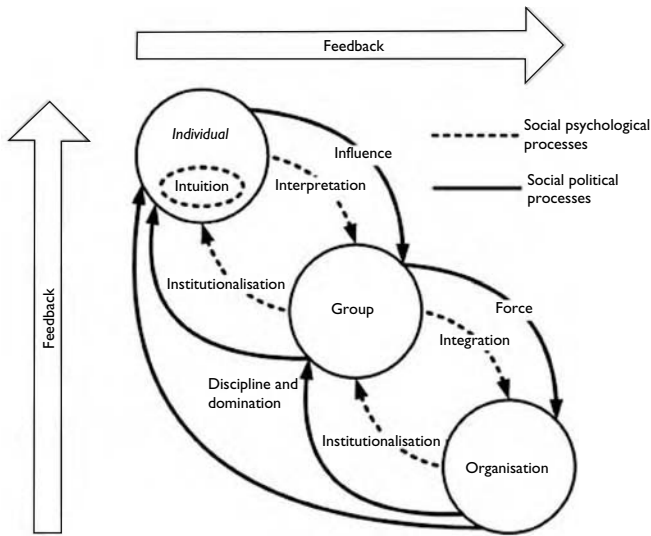 Feedback
Individual
Intuition
Influence
Interpretation
Social psychological
processes
Social political
processes
Institutionalisation
Group
Force
Integration
Feedback
Discipline and
domination
Institutionalisation
Organisation